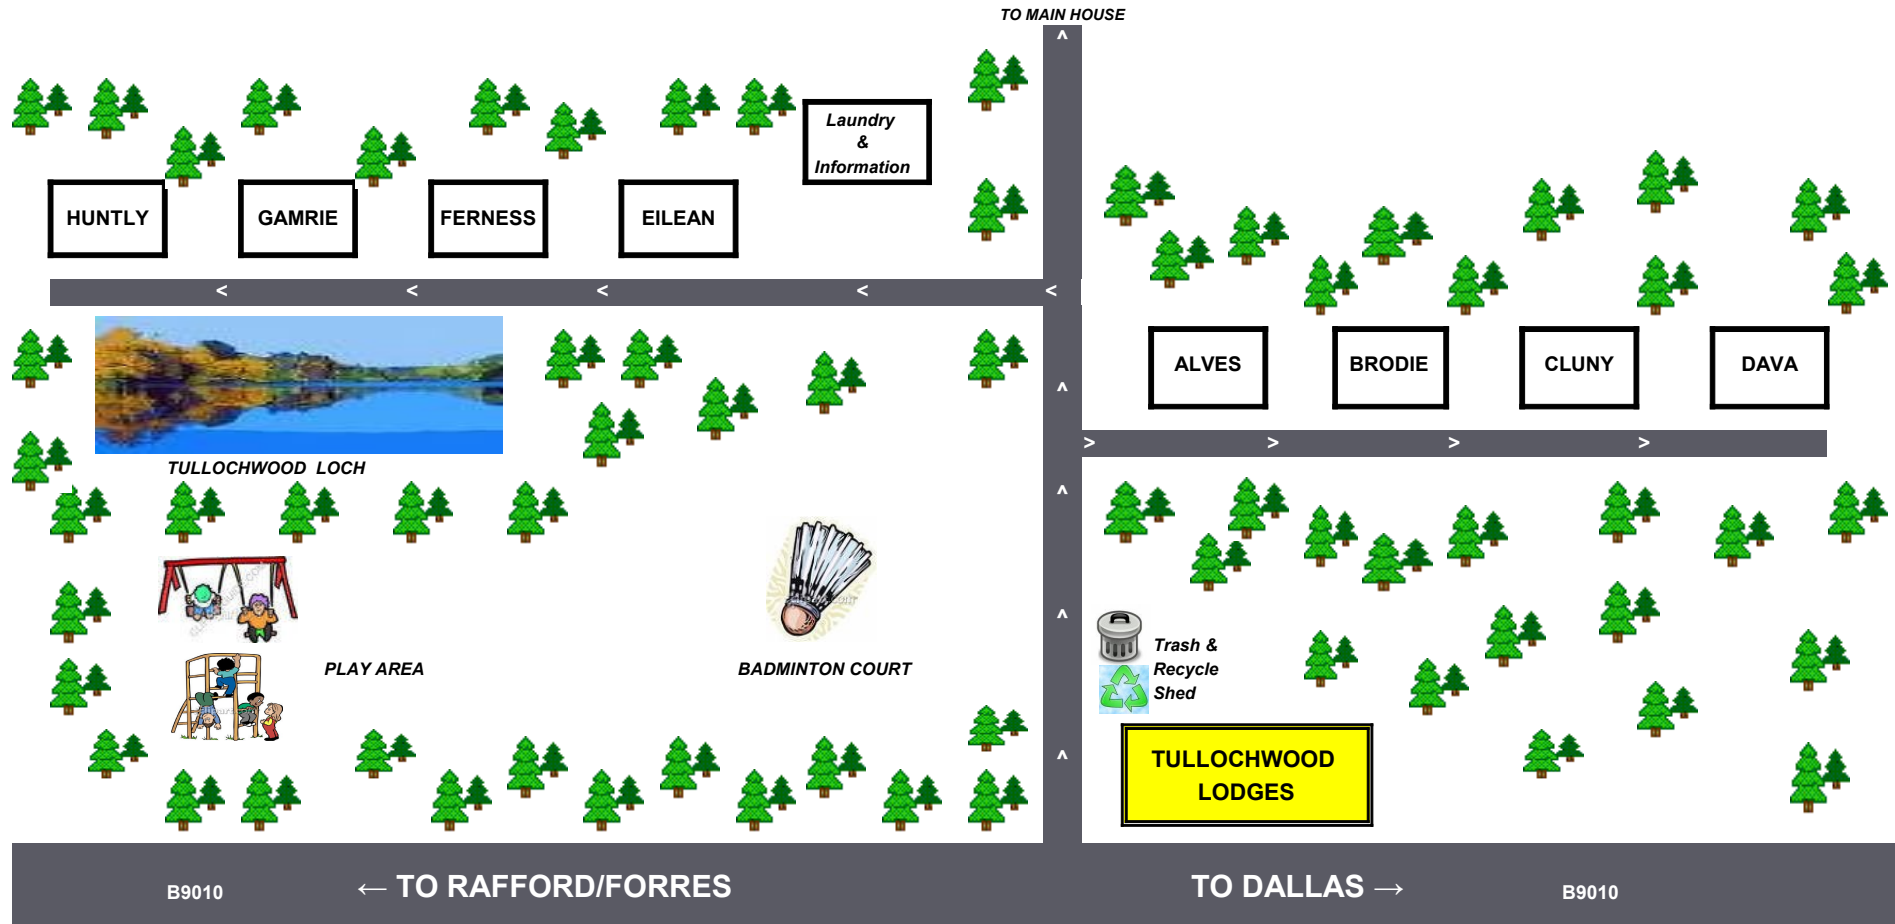 TO MAIN HOUSE
^
Laundry
&
Information
HUNTLY
GAMRIE
FERNESS
EILEAN
< < < < <
ALVES
BRODIE
CLUNY
DAVA
^
> > > >
TULLOCHWOOD LOCH
^
^
Trash &
Recycle
Shed
PLAY AREA
BADMINTON COURT
^
TULLOCHWOOD
LODGES
B9010
← TO RAFFORD/FORRES
TO DALLAS →
B9010